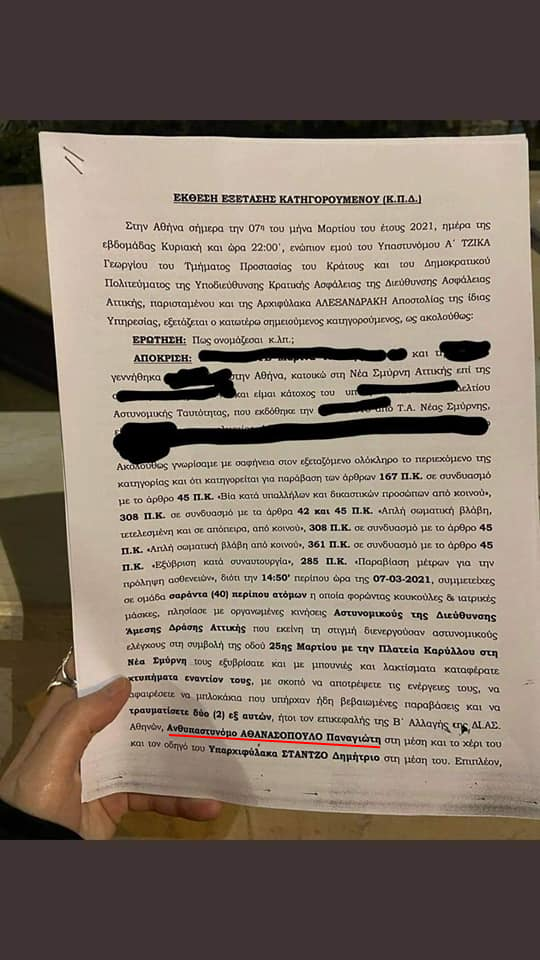 ΕΚΘΕΣΗ ΕΞΕΤΑΣΗΣ ΚΑΤΗΓΟΡΟΥΜΕΝΟΥ (Κ.Π.Δ.)
Στην Αθήνα σήμερα την 07η του μήνα Μαρτίου του έτους 2021, ημέρα της
εβδομάδας Κυριακή και ώρα 22:00', ενώπιον εμού του Υπαστυνόμου Α΄ ΤΖΙΚΑ
Γεωργίου του Τμήματος Προστασίας του Κράτους και του Δημοκρατικού
Πολιτεύματος της Υποδιεύθυνσης Κρατικής Ασφάλειας της Διεύθυνσης Ασφάλειας
Αττικής, παρισταμένου και της Αρχιφύλακα ΑΛΕΞΑΝΔΡΑΚΗ Αποστολίας της ίδιας
Υπηρεσίας, εξετάζεται ο κατωτέρω σημειούμενος κατηγορούμενος, ως ακολούθως:
ΕΡΩΤΗΣΗ: Πως ονομάζεσαι κ.λπ.;
ΑΠΟΚΡΙΣΗ: και
γεννήθηκα στην Αθήνα, κατοικώ στη Νέα Σμύρνη Αττικής επί της
και είμαι κάτοχος του Δελτίου
Αστυνομικής Ταυτότητας, που εκδόθηκε την από Τ.Α. Νέας Σμύρνης,
Ακολούθως γνωρίσαμε με σαφήνεια στον εξεταζόμενο ολόκληρο το περιεχόμενο της
κατηγορίας και ότι κατηγορείται για παράβαση των άρθρων 167 Π.Κ. σε συνδυασμό
με το άρθρο 45 Π.Κ. «Βία κατά υπαλλήλων και δικαστικών προσώπων από κοινού»,
308 Π.Κ. σε συνδυασμό με τα άρθρα 42 και 45 Π.Κ. «Απλή σωματική βλάβη,
τετελεσμένη και σε απόπειρα, από κοινού», 308 Π.Κ. σε συνδυασμό με το άρθρο 45
Π.Κ. «Απλή σωματική βλάβη από κοινού», 361 Π.Κ. σε συνδυασμό με το άρθρο 45
Π.Κ. «Εξύβριση κατά συναυτουργία», 285 Π.Κ. «Παραβίαση μέτρων για την
πρόληψη ασθενειών», διότι την 14:50' περίπου ώρα της 07-03-2021, συμμετείχες
σε ομάδα σαράντα (40) περίπου ατόμων η οποία φορώντας κουκούλες & ιατρικές
μάσκες, πλησίασε με οργανωμένες κινήσεις Αστυνομικούς της Διεύθυνσης
Άμεσης Δράσης Αττικής που εκείνη τη στιγμή διενεργούσαν αστυνομικούς
ελέγχους στη συμβολή της οδού 25ης Μαρτίου με την Πλατεία Καρύλλου στη
Νέα Σμύρνη τους εξυβρίσατε και με μπουνιές και λακτίσματα καταφέρατε
κτυπήματα εναντίον τους, με σκοπό να αποτρέψετε τις ενέργειες τους, να
αφαιρέσετε τα μπλοκάκια που υπήρχαν ήδη βεβαιωμένες παραβάσεις και να
τραυματίσετε δύο (2) εξ αυτών, ήτοι τον επικεφαλής της Β΄ Αλλαγής της ΔΙ.ΑΣ.
Αθηνών, Ανθυπαστυνόμο ΑΘΑΝΑΣΟΠΟΥΛΟ Παναγιώτη στη μέση και το χέρι του
και τον οδηγό του Υπαρχιφύλακα ΣΤΑΝΤΖΟ Δημήτριο στη μέση του. Επιπλέον,